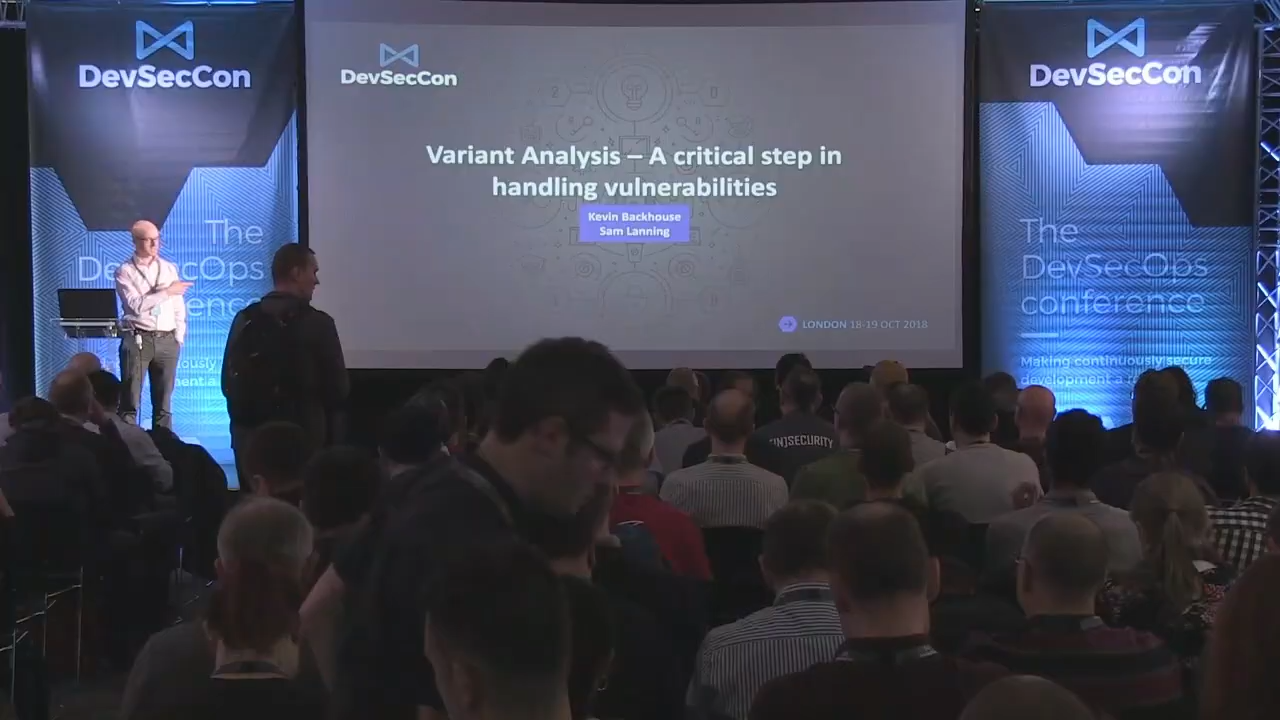 DevSecCon
The
DevSecOps
conference
DevSecCon
Variant Analysis – A critical step in
handling vulnerabilities
Kevin Backhouse
Sam Lanning
LONDON 18-19 OCT 2018
DevSecCon
The
DevSecOps
conference
Making continuously secure
development a
(IN)SECURITY